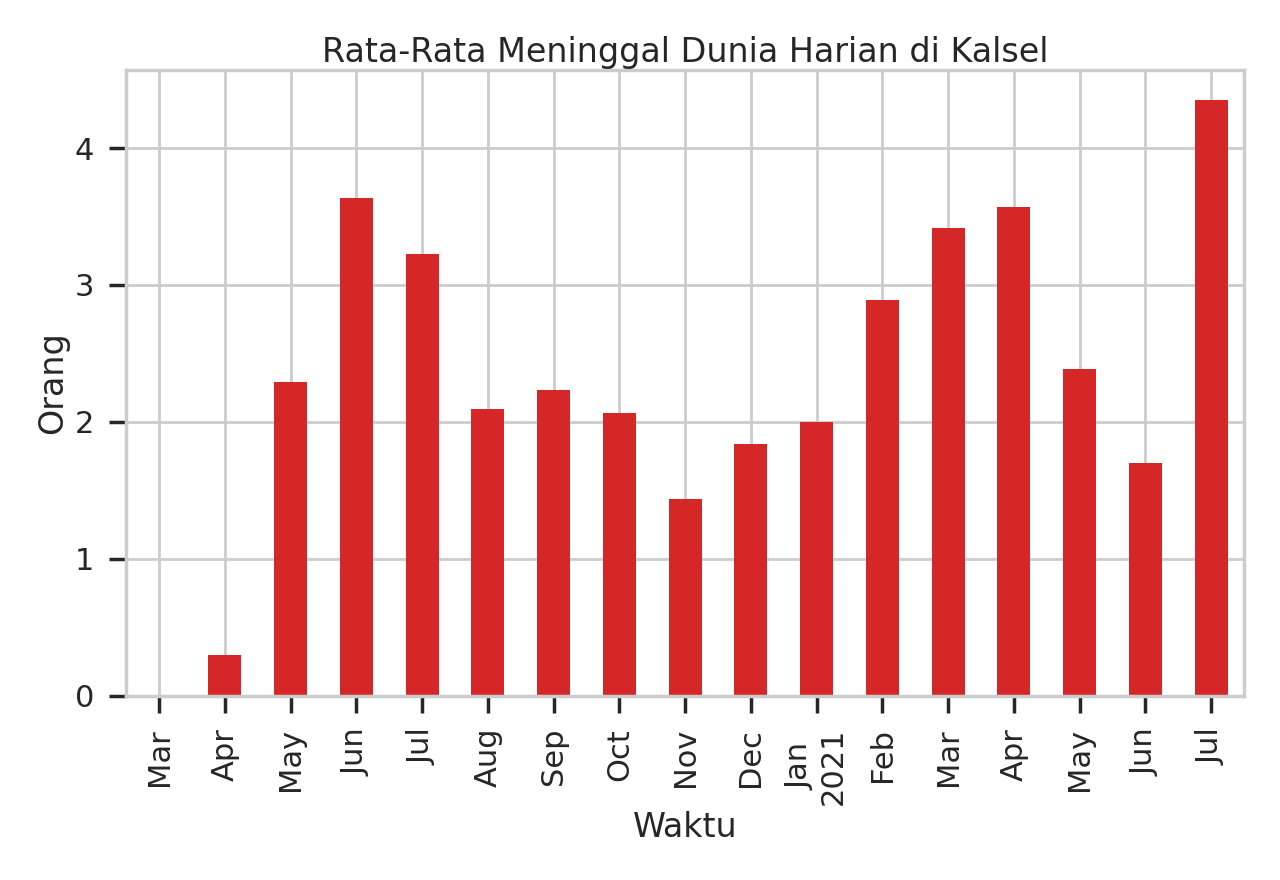 Rata-Rata Meninggal Dunia Harian di Kalsel
Orang
4
3
2
1
0
Mar
Apr
May
Jun
Jul
Aug
Sep
Oct
Nov
Dec
Jan
2021
Feb
Mar
Apr
May
Jun
Jul
Waktu